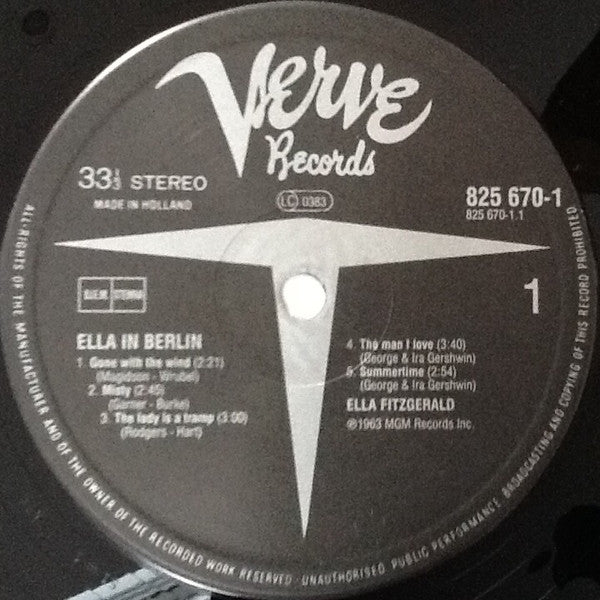 Verve
Records
33⅓ STEREO
MADE IN HOLLAND
LC 0383
825 670-1
825 670-1.1
STEMRA
1
ELLA IN BERLIN
1. Gone with the wind (2:21)
(Magidson - Wrubel)
2. Misty (2:49)
(Garner - Burke)
3. The lady is a tramp (3:00)
(Rodgers - Hart)
4. The man I love (3:40)
(George & Ira Gershwin)
5. Summertime (2:54)
(George & Ira Gershwin)
ELLA FITZGERALD
℗1963 MGM Records Inc.
ALL-RIGHTS OF THE MANUFACTURER AND OF THE OWNER OF THE RECORDED WORK RESERVED · UNAUTHORISED PUBLIC PERFORMANCE BROADCASTING AND COPYING OF THIS RECORD PROHIBITED